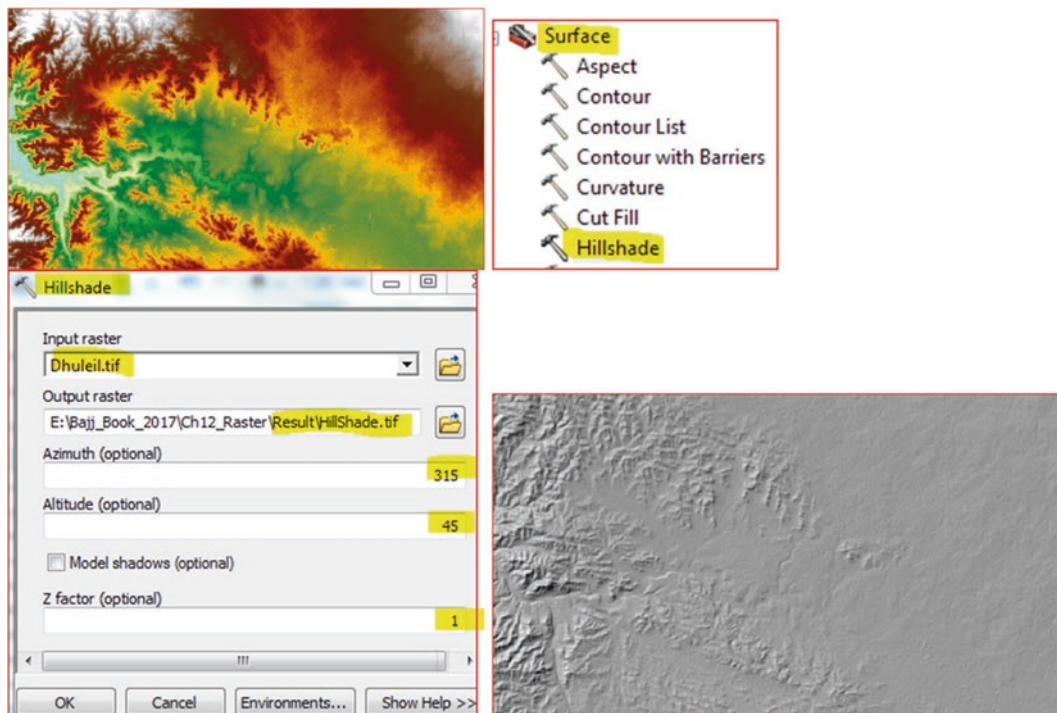 Surface
Aspect
Contour
Contour List
Contour with Barriers
Curvature
Cut Fill
Hillshade
Hillshade
Input raster
Dhuleil.tif
Output raster
E:\Bajj_Book_2017\Ch12_Raster\Result\HillShade.tif
Azimuth (optional)
315
Altitude (optional)
45
Model shadows (optional)
Z factor (optional)
1
OK
Cancel
Environments...
Show Help >>